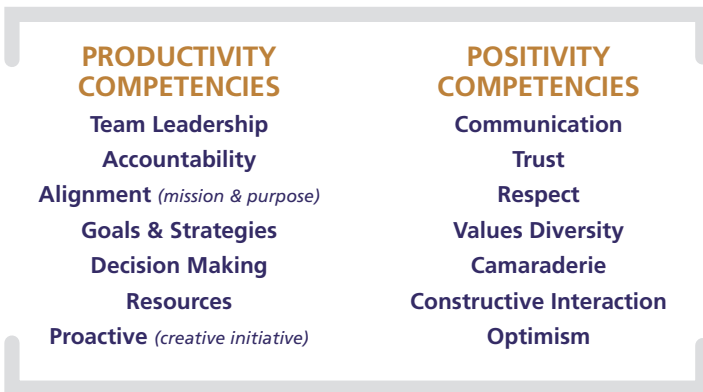 PRODUCTIVITY
COMPETENCIES
Team Leadership
Accountability
Alignment (mission & purpose)
Goals & Strategies
Decision Making
Resources
Proactive (creative initiative)
POSITIVITY
COMPETENCIES
Communication
Trust
Respect
Values Diversity
Camaraderie
Constructive Interaction
Optimism